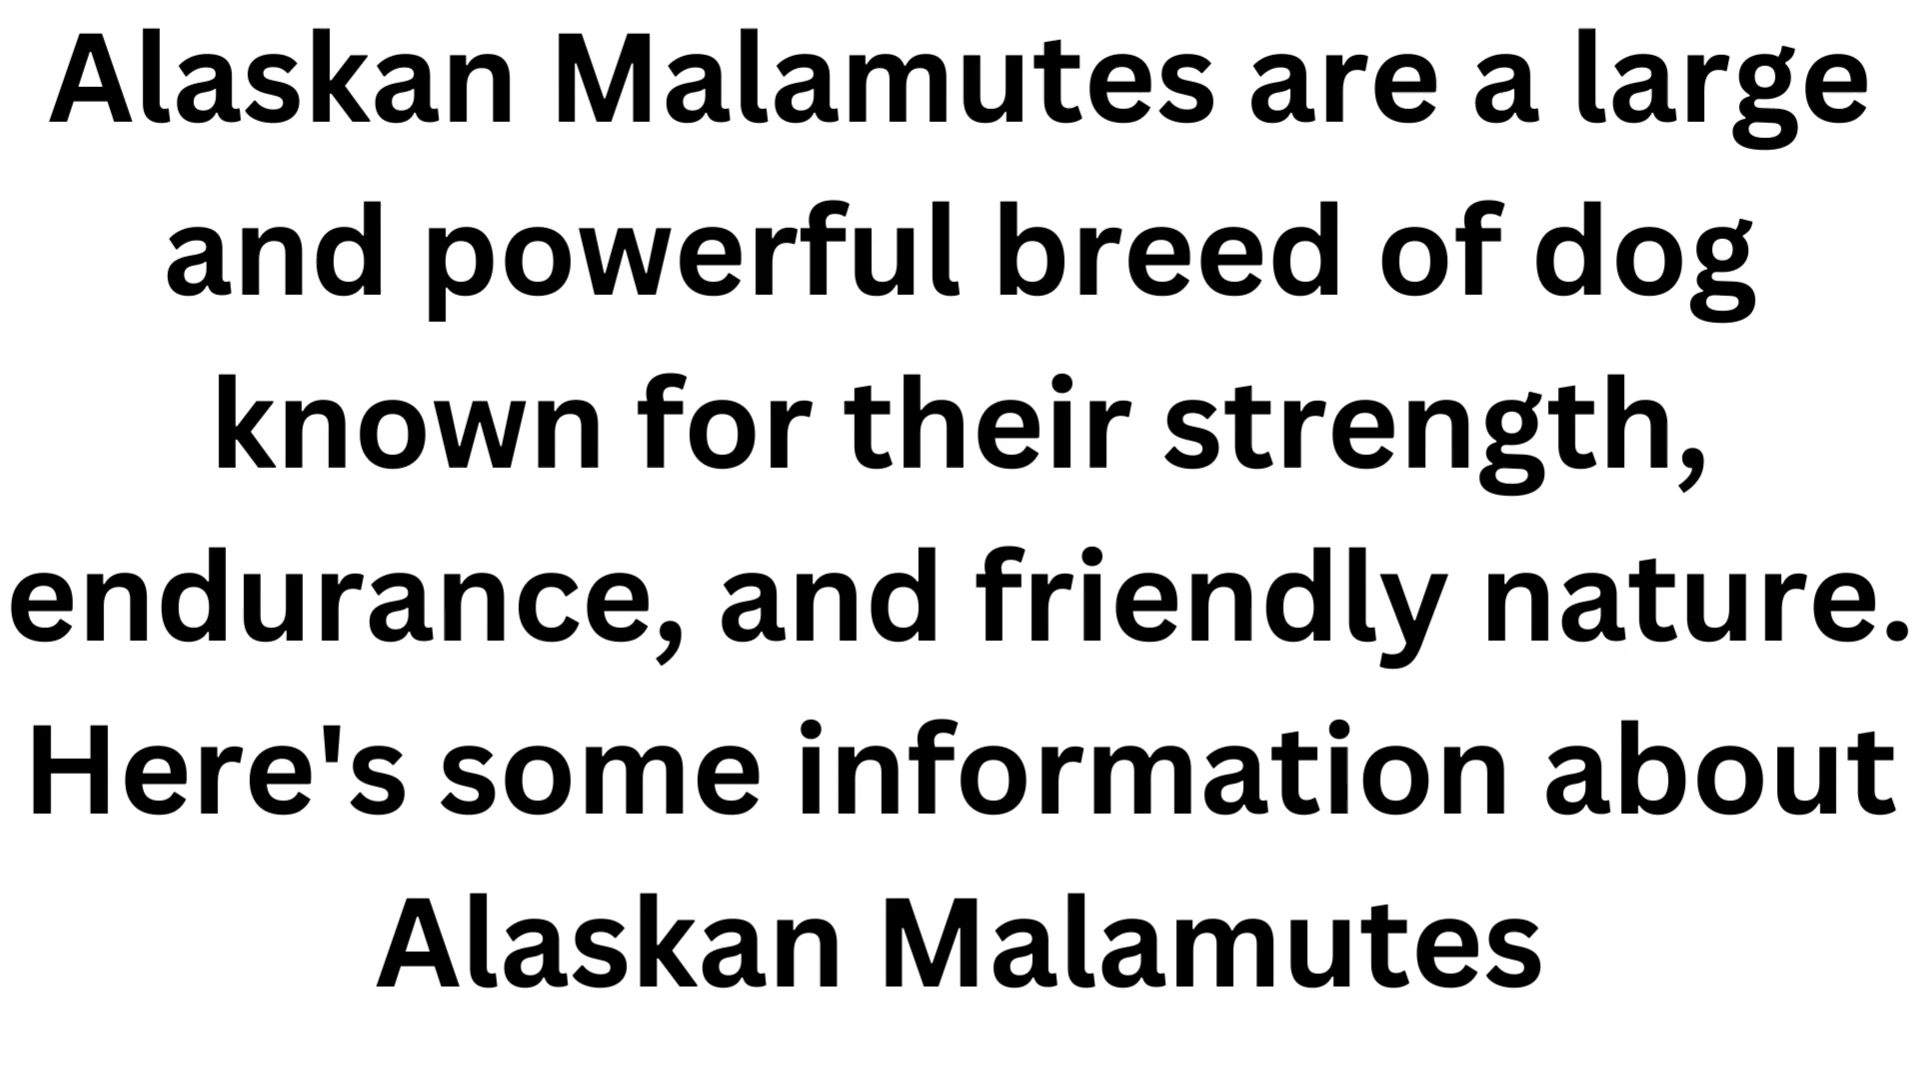 Alaskan Malamutes are a large
and powerful breed of dog
known for their strength,
endurance, and friendly nature.
Here's some information about
Alaskan Malamutes